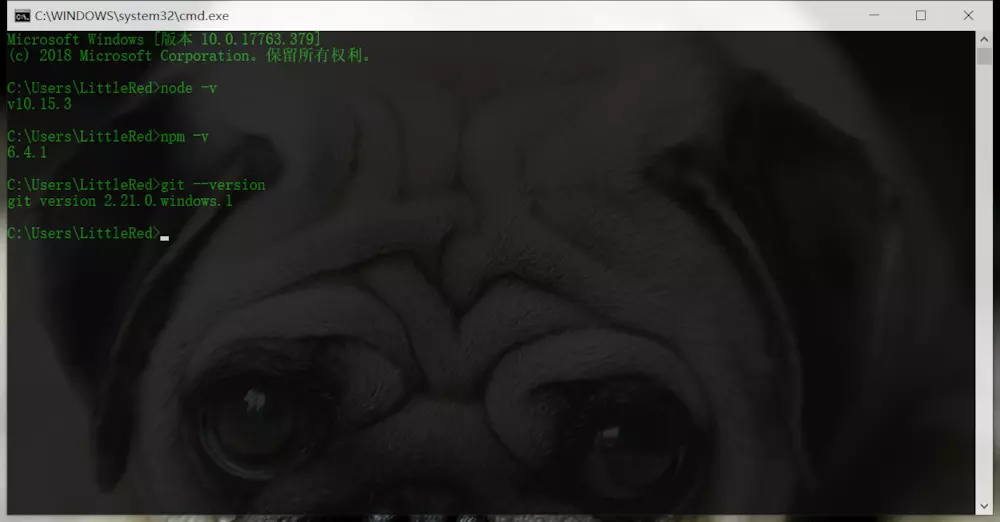 C:\WINDOWS\system32\cmd.exe
Microsoft Windows [版本 10.0.17763.379]
(c) 2018 Microsoft Corporation。保留所有权利。
C:\Users\LittleRed>node -v
v10.15.3
C:\Users\LittleRed>npm -v
6.4.1
C:\Users\LittleRed>git --version
git version 2.21.0.windows.1
C:\Users\LittleRed>